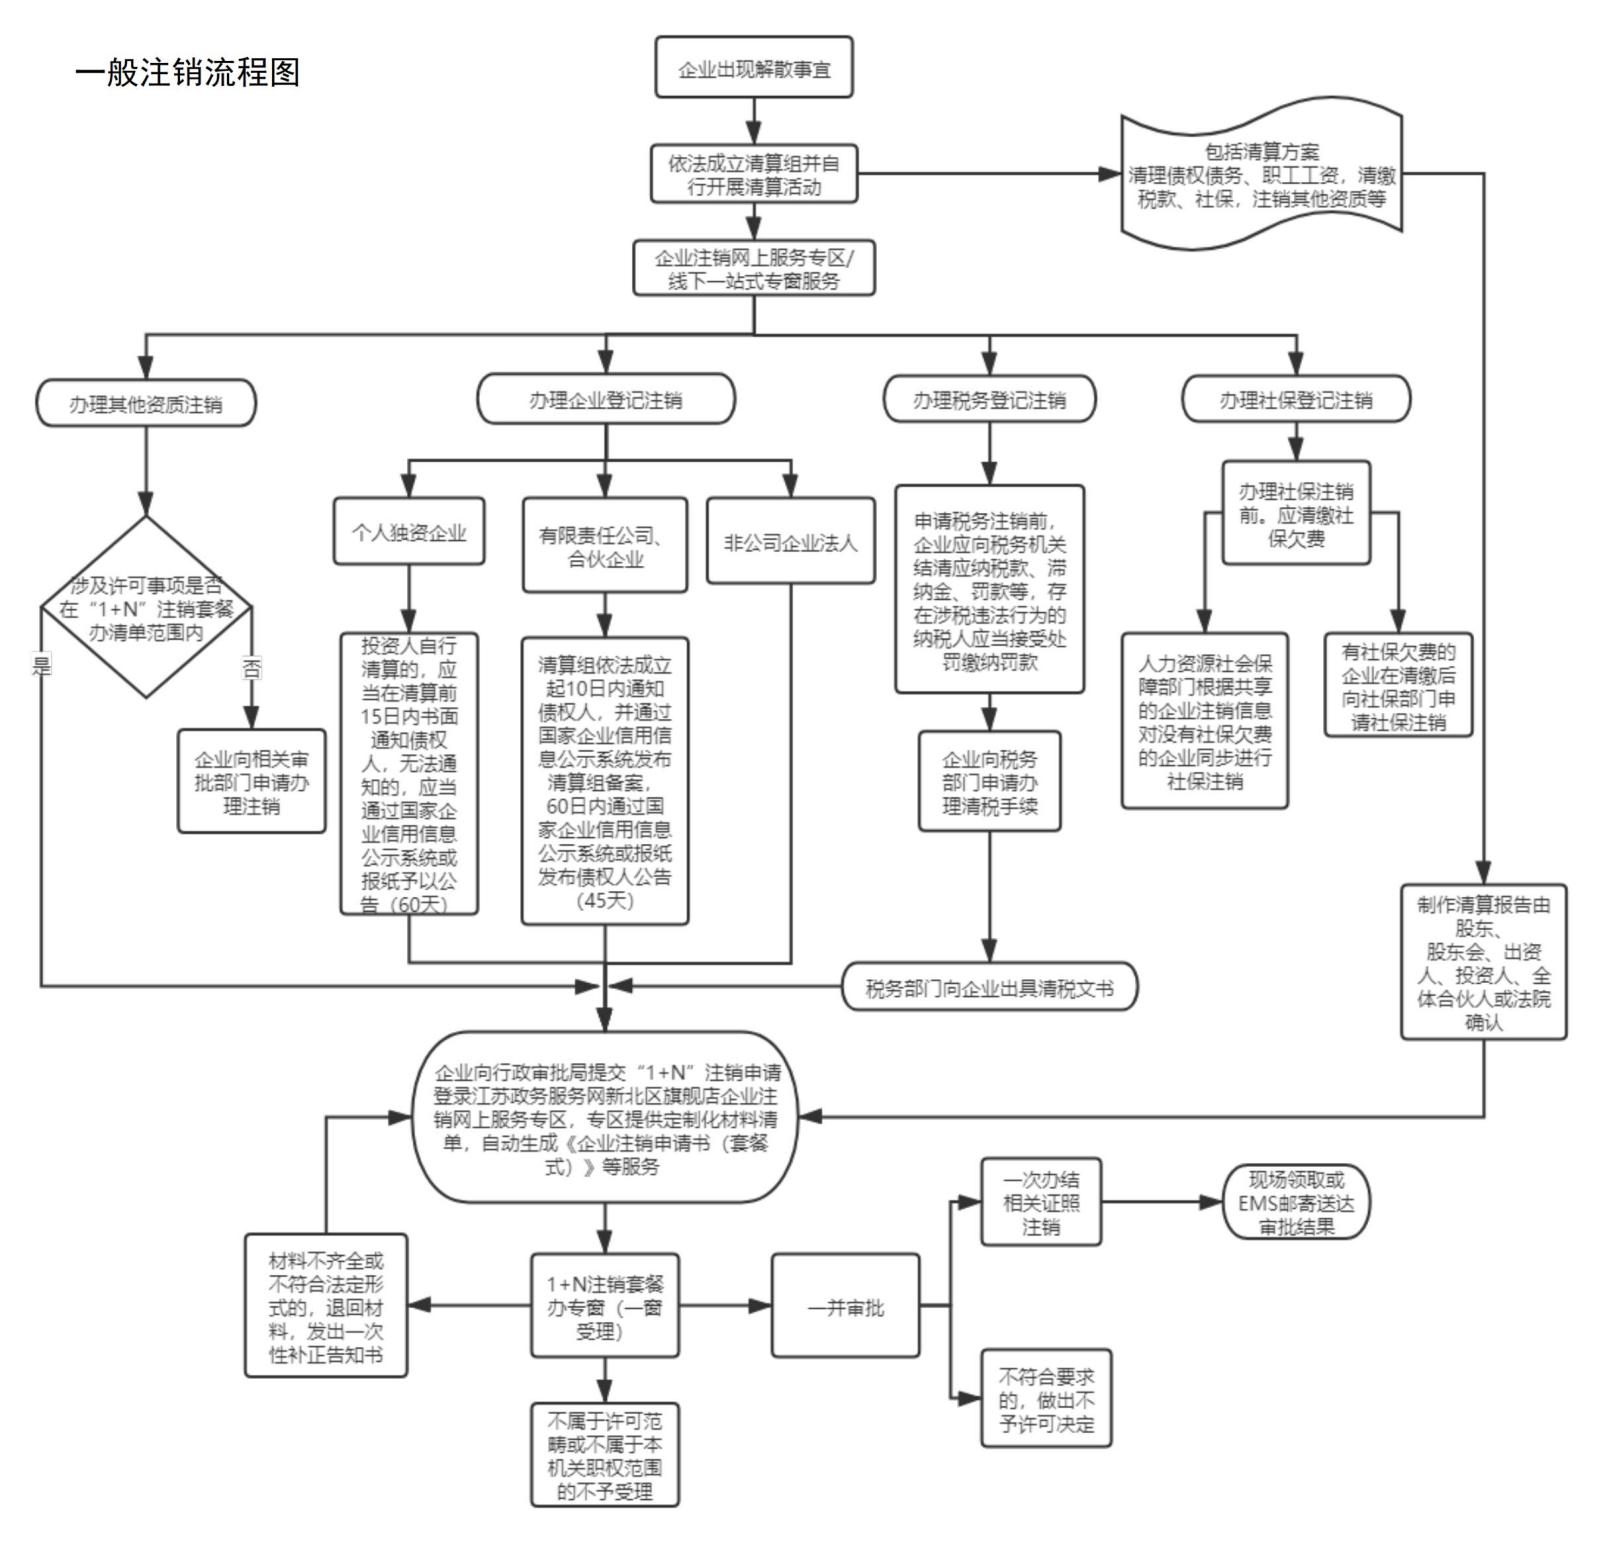 一般注销流程图
企业出现解散事宜
依法成立清算组并自
行开展清算活动
包括清算方案
清理债权债务、职工工资，清缴
税款、社保，注销其他资质等
企业注销网上服务专区/
线下一站式专窗服务
办理其他资质注销
办理企业登记注销
办理税务登记注销
办理社保登记注销
涉及许可事项是否
在“1+N”注销套餐
办清单范围内
是
否
企业向相关审
批部门申请办
理注销
个人独资企业
有限责任公司、
合伙企业
非公司企业法人
投资人自行
清算的，应
当在清算前
15日内书面
通知债权
人，无法通
知的，应当
通过国家企
业信用信息
公示系统或
报纸予以公
告（60天）
清算组依法成立
起10日内通知
债权人，并通过
国家企业信用信
息公示系统发布
清算组备案，
60日内通过国
家企业信用信息
公示系统或报纸
发布债权人公告
（45天）
申请税务注销前，
企业应向税务机关
结清应纳税款、滞
纳金、罚款等，存
在涉税违法行为的
纳税人应当接受处
罚缴纳罚款
企业向税务
部门申请办
理清税手续
税务部门向企业出具清税文书
办理社保注销
前。应清缴社
保欠费
人力资源社会保
障部门根据共享
的企业注销信息
对没有社保欠费
的企业同步进行
社保注销
有社保欠费的
企业在清缴后
向社保部门申
请社保注销
制作清算报告由
股东、
股东会、出资
人、投资人、全
体合伙人或法院
确认
企业向行政审批局提交“1+N”注销申请
登录江苏政务服务网新北区旗舰店企业注
销网上服务专区，专区提供定制化材料清
单，自动生成《企业注销申请书（套餐
式）》等服务
材料不齐全或
不符合法定形
式的，退回材
料，发出一次
性补正告知书
1+N注销套餐
办专窗（一窗
受理）
一并审批
一次办结
相关证照
注销
现场领取或
EMS邮寄送达
审批结果
不符合要求
的，做出不
予许可决定
不属于许可范
畴或不属于本
机关职权范围
的不予受理